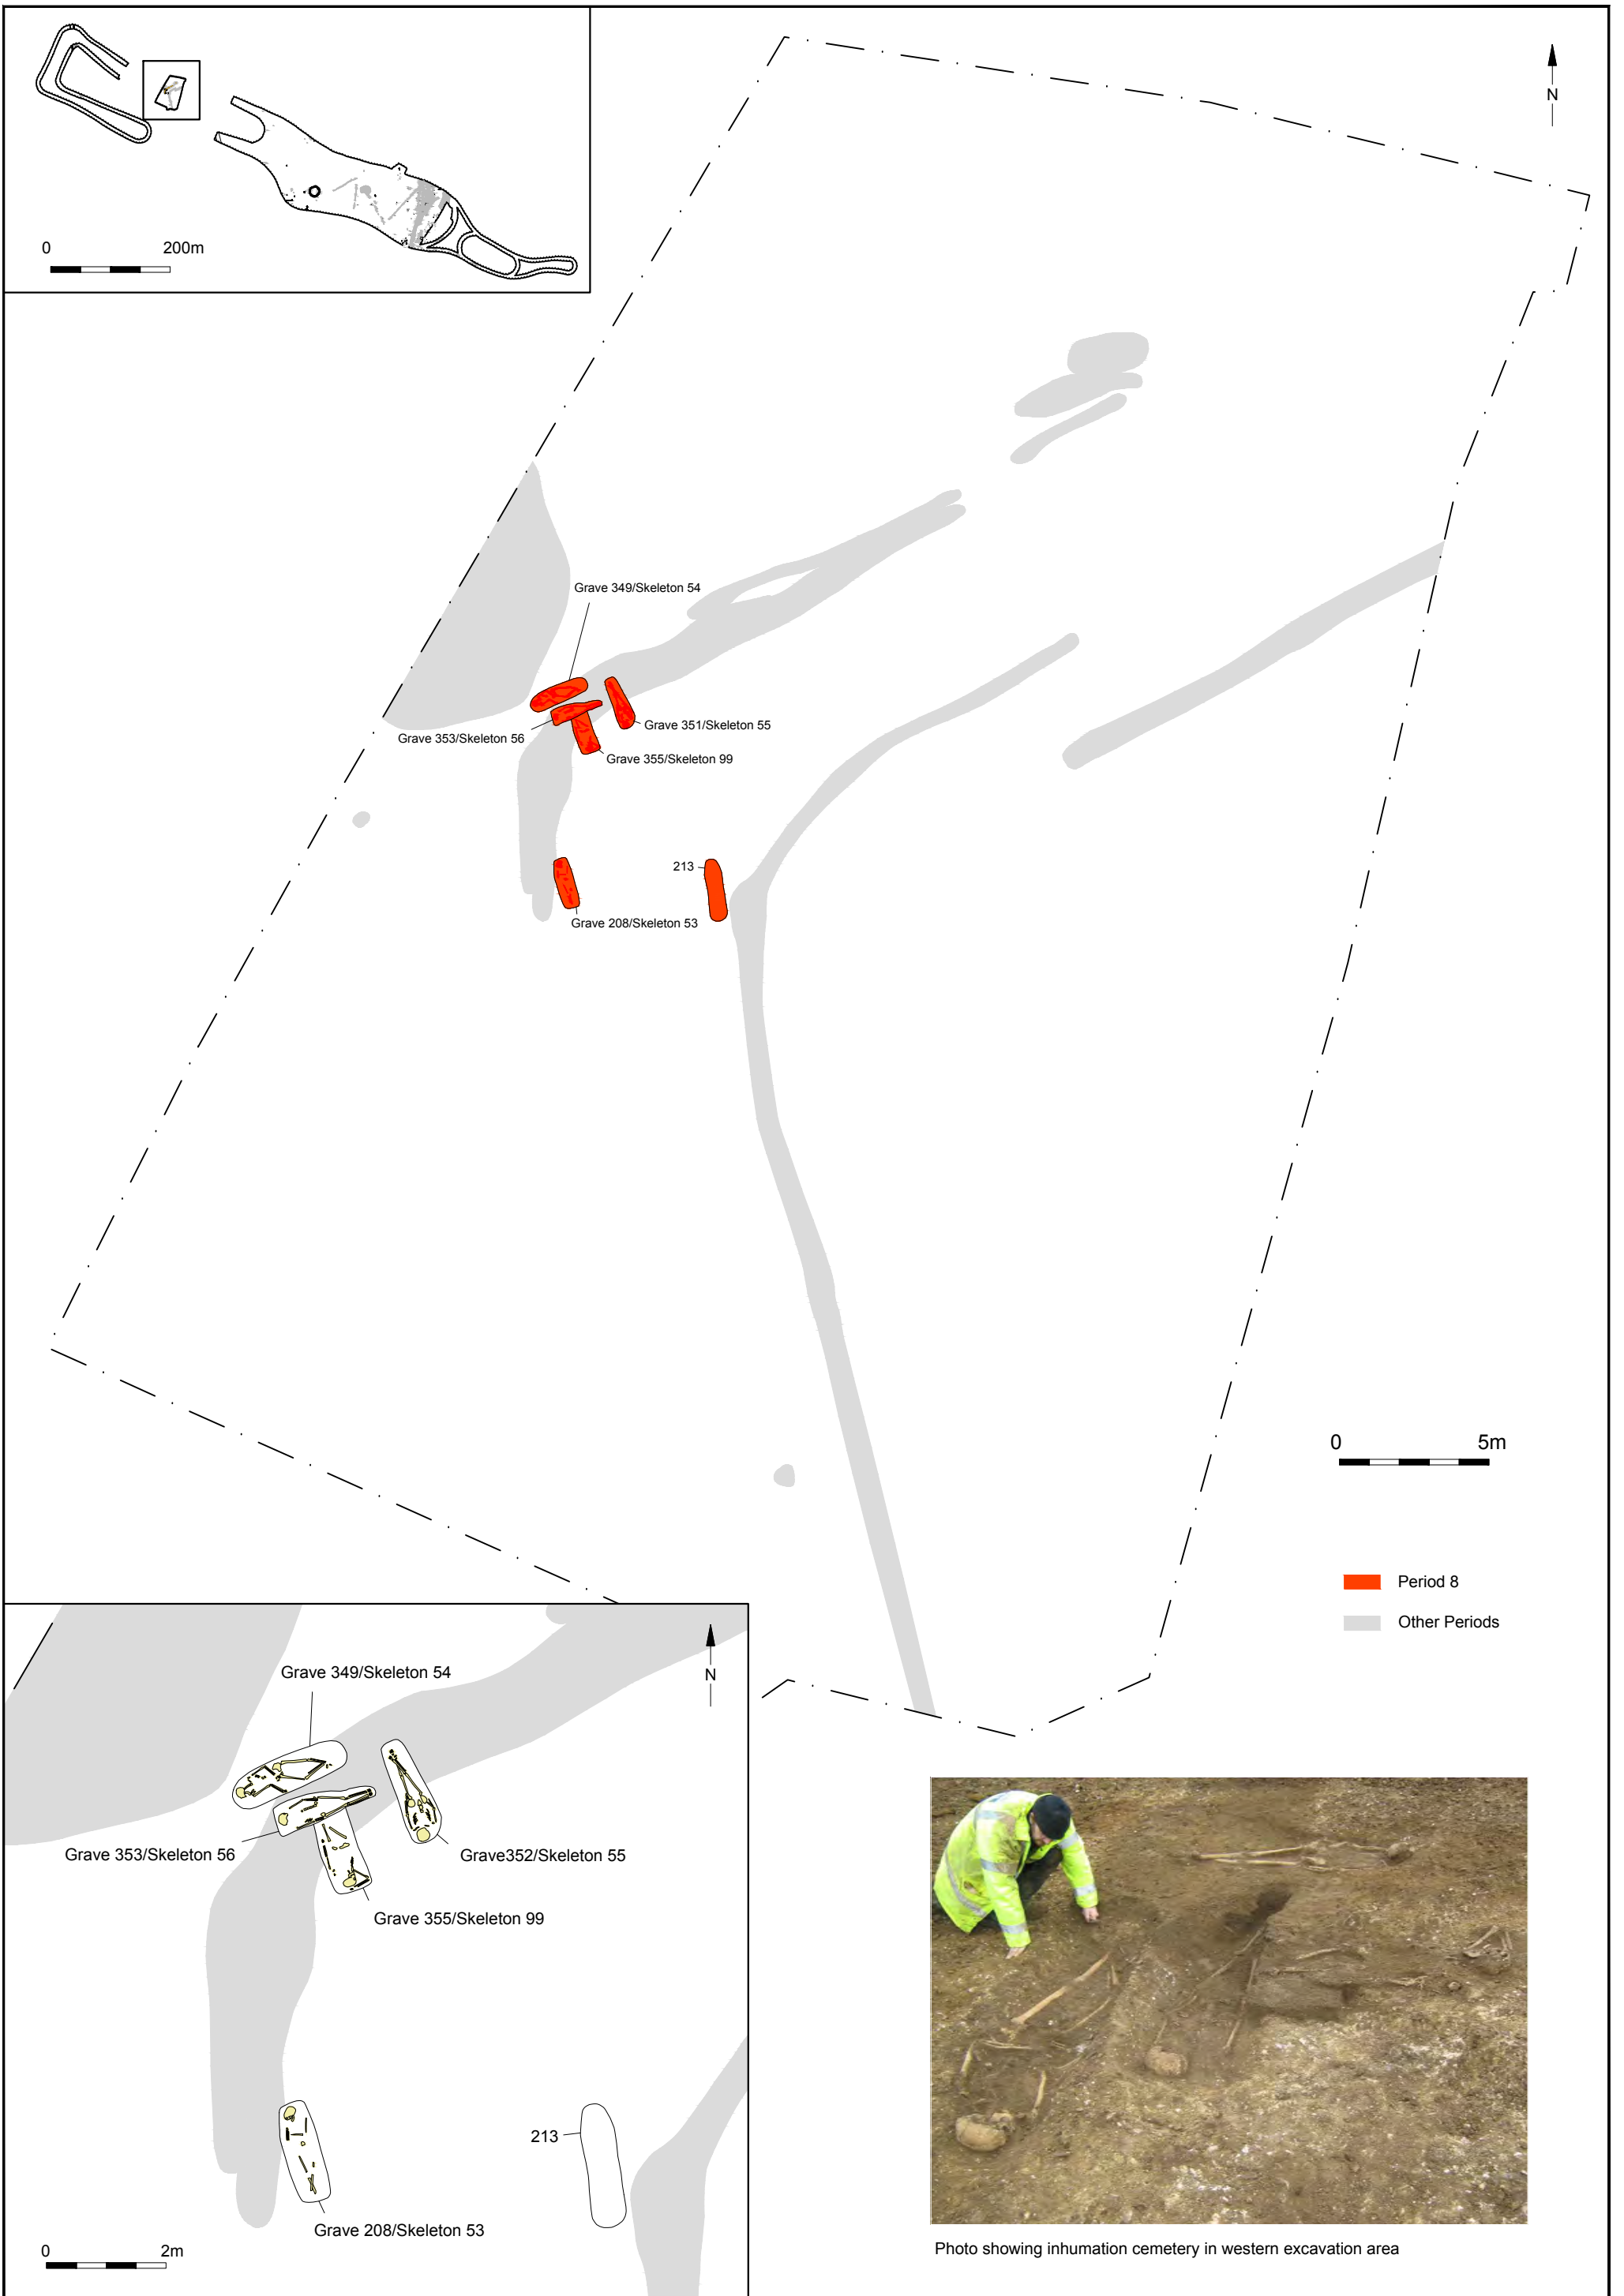 0 200m
N
Grave 349/Skeleton 54
Grave 351/Skeleton 55
Grave 353/Skeleton 56
Grave 355/Skeleton 99
213
Grave 208/Skeleton 53
0 5m
Period 8
Other Periods
N
Grave 349/Skeleton 54
Grave 353/Skeleton 56
Grave352/Skeleton 55
Grave 355/Skeleton 99
213
Grave 208/Skeleton 53
0 2m
Photo showing inhumation cemetery in western excavation area